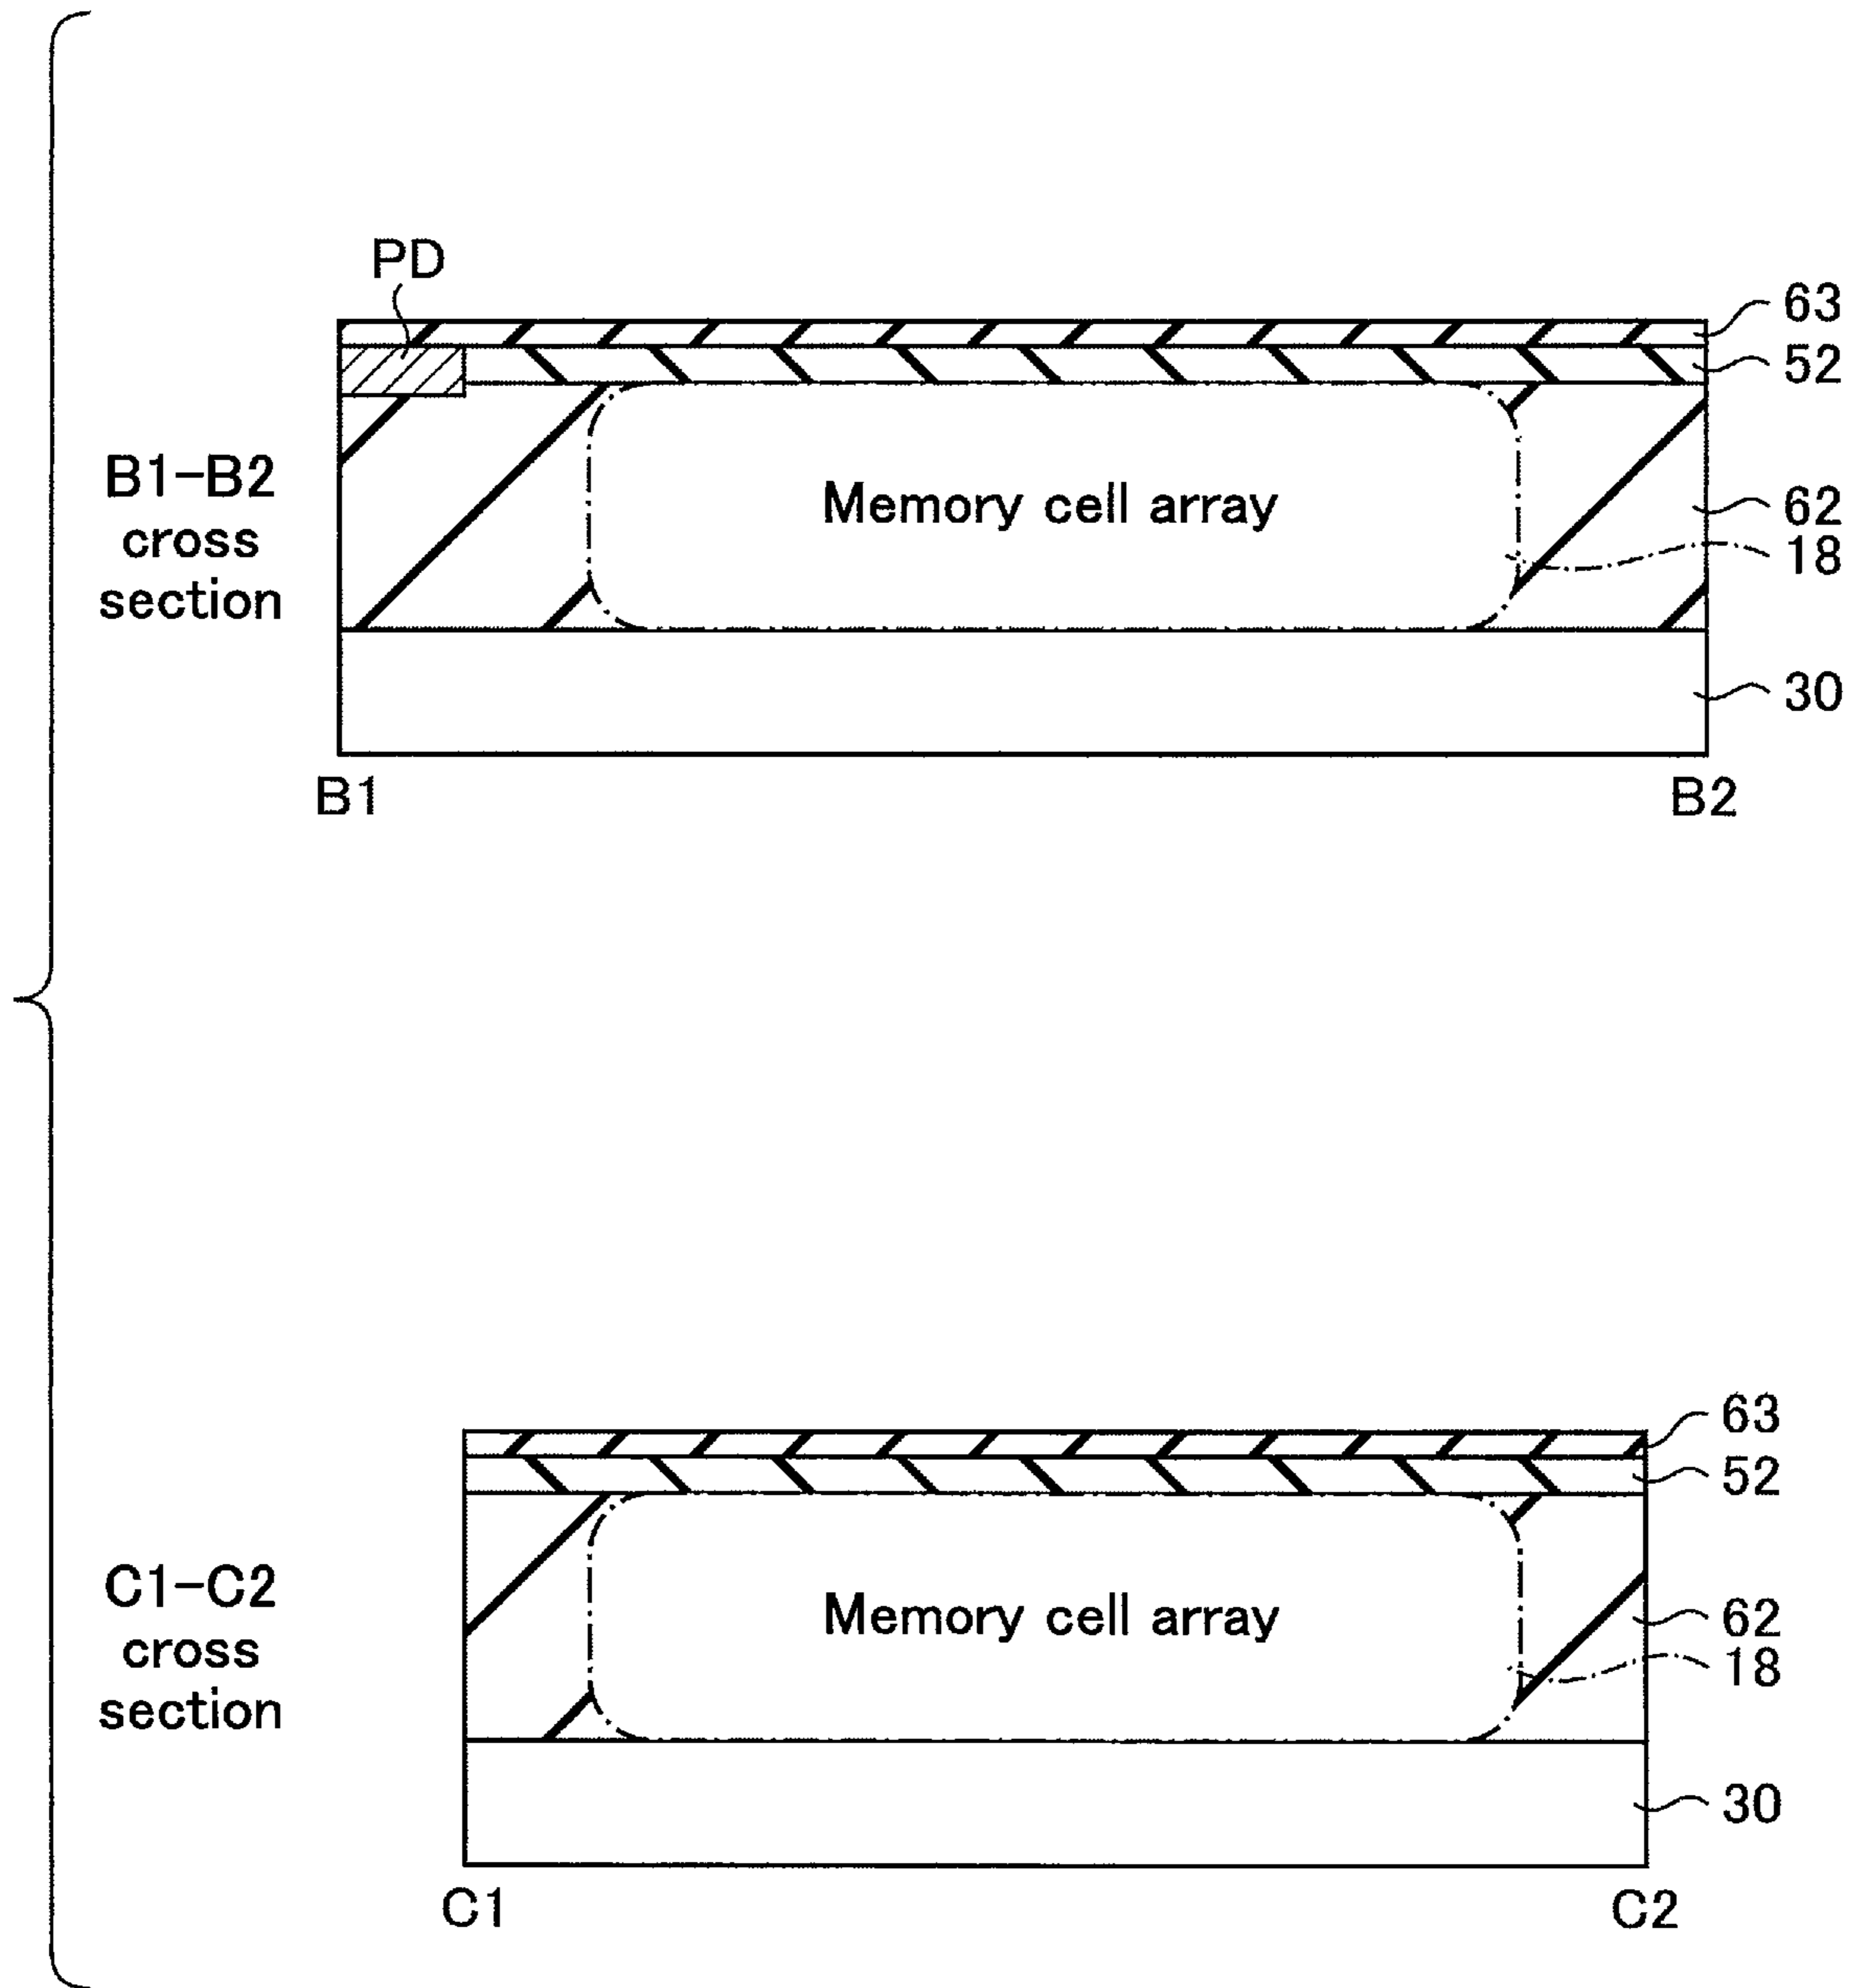 PD
63
52
B1-B2
cross
section
Memory cell array
62
18
30
B1
B2
63
52
C1-C2
cross
section
Memory cell array
62
18
30
C1
C2